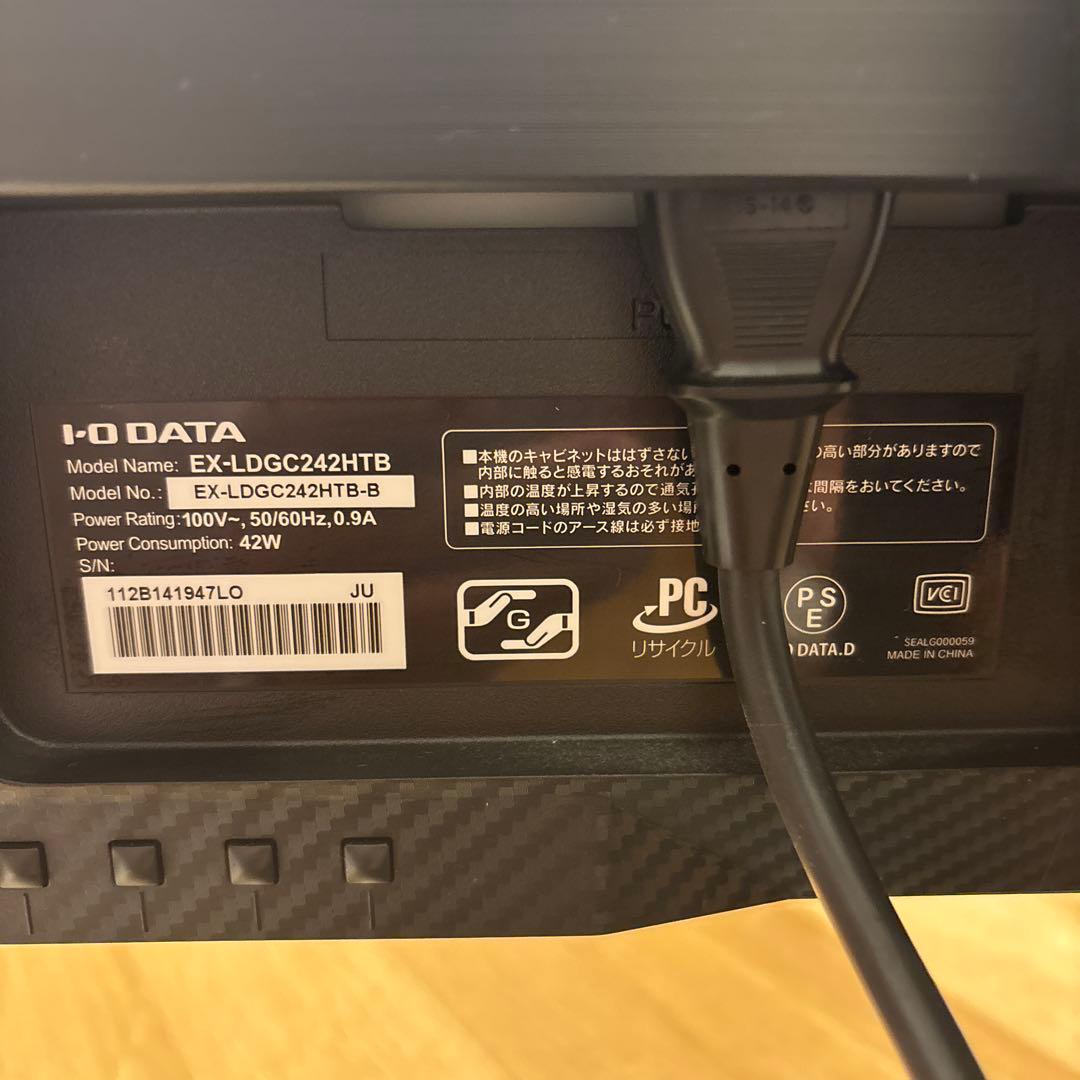 I-O DATA
Model Name: EX-LDGC242HTB
Model No.: EX-LDGC242HTB-B
Power Rating: 100V~, 50/60Hz, 0.9A
Power Consumption: 42W
S/N:
112B141947LO JU
■本機のキャビネットははずさない の高い部分がありますので
内部に触ると感電するおそれがあ
■内部の温度が上昇するので通気孔 間隔をおいてください。
■温度の高い場所や湿気の多い場所 さい。
■電源コードのアース線は必ず接地
G
PC
リサイクル
PSE
DATA.D
VCI
SEALG000059
MADE IN CHINA